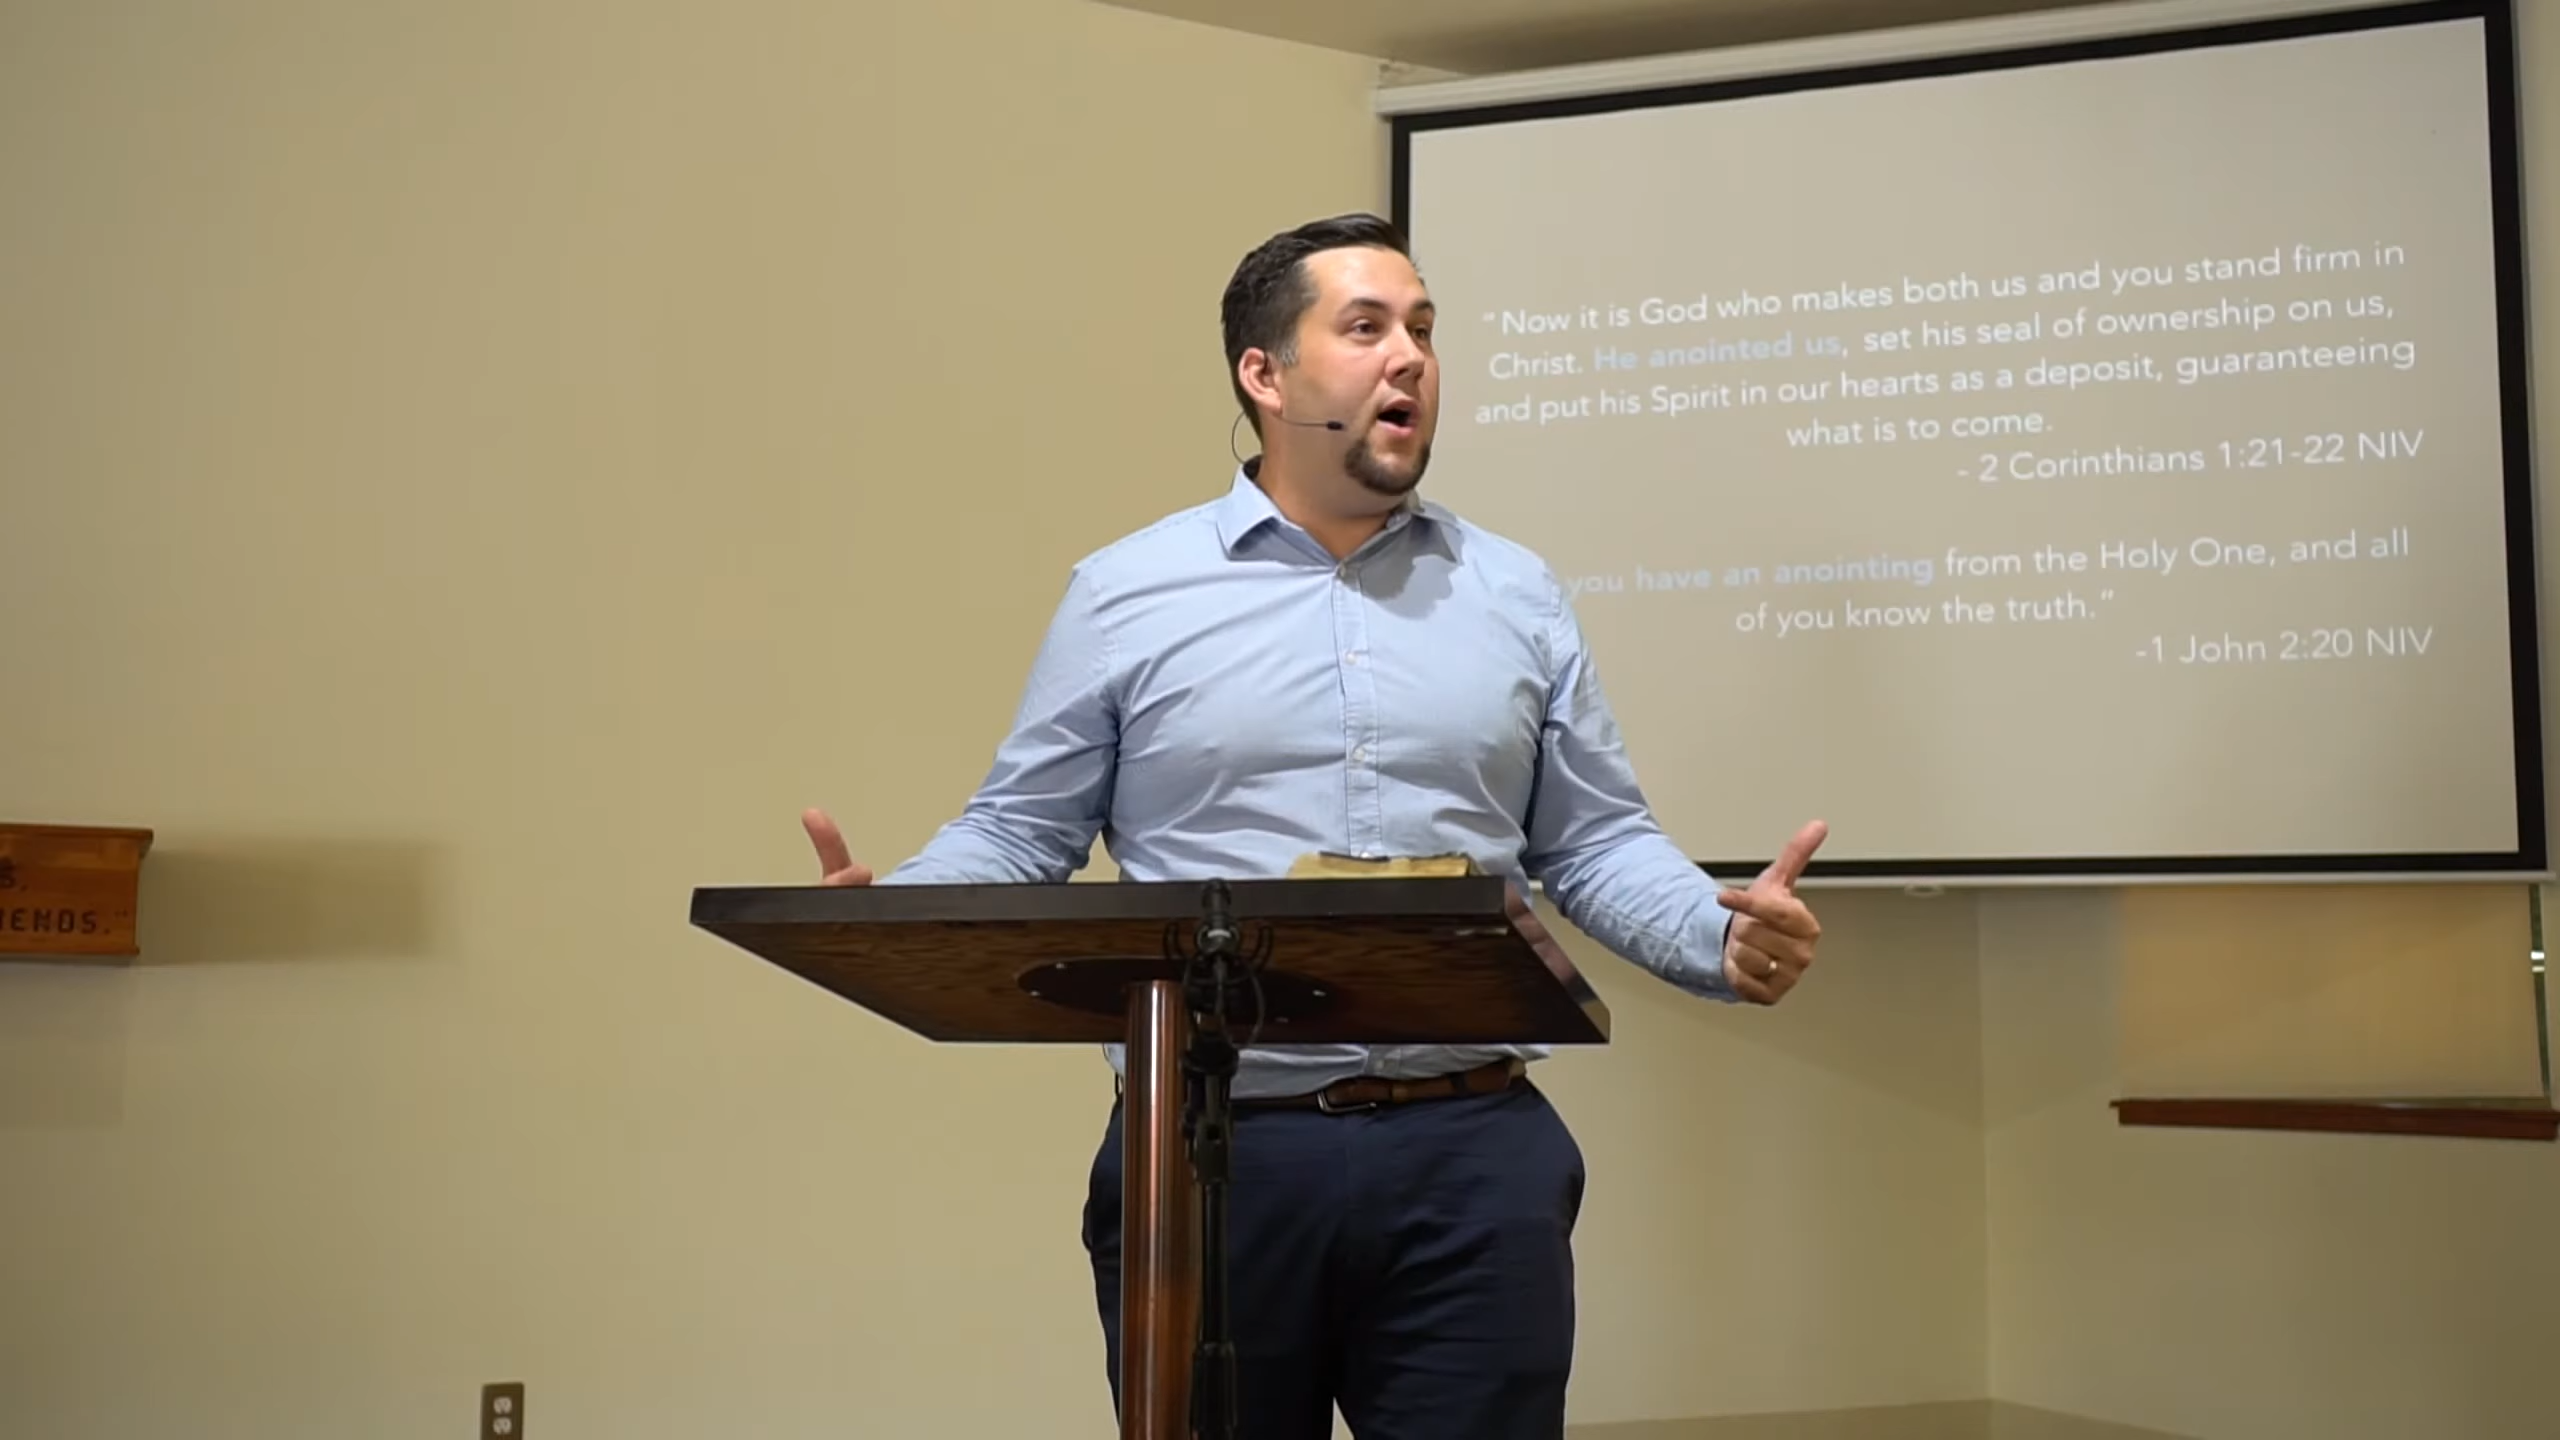 “Now it is God who makes both us and you stand firm in
Christ. He anointed us, set his seal of ownership on us,
and put his Spirit in our hearts as a deposit, guaranteeing
what is to come.
- 2 Corinthians 1:21-22 NIV
you have an anointing from the Holy One, and all
of you know the truth.”
-1 John 2:20 NIV